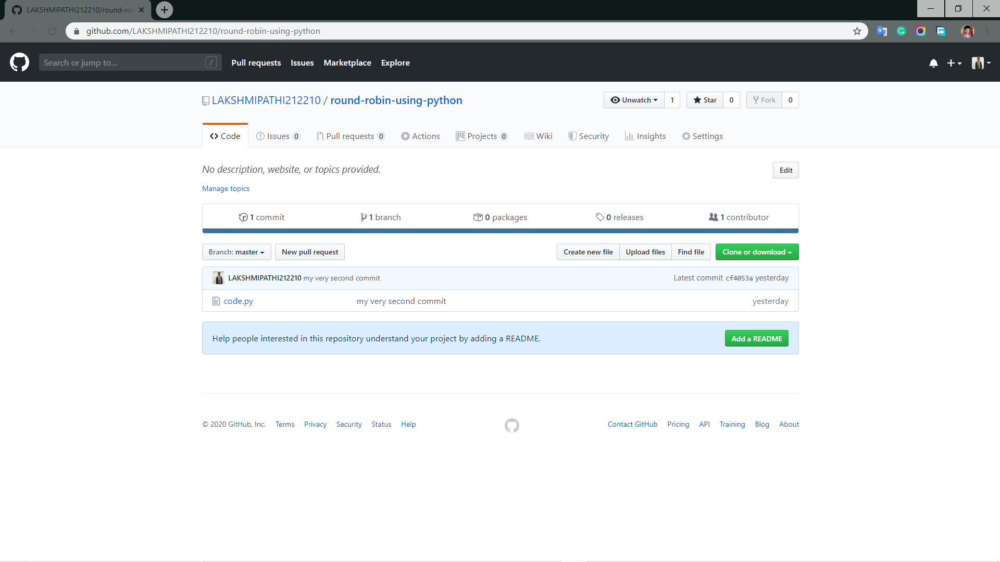 LAKSHMIPATHI212210/round-ro
github.com/LAKSHMIPATHI212210/round-robin-using-python
Search or jump to... /
Pull requests Issues Marketplace Explore
LAKSHMIPATHI212210 / round-robin-using-python
Unwatch 1 Star 0 Fork 0
Code Issues 0 Pull requests 0 Actions Projects 0 Wiki Security Insights Settings
No description, website, or topics provided.
Edit
Manage topics
1 commit 1 branch 0 packages 0 releases 1 contributor
Branch: master New pull request Create new file Upload files Find file Clone or download
LAKSHMIPATHI212210 my very second commit Latest commit cf4053a yesterday
code.py my very second commit yesterday
Help people interested in this repository understand your project by adding a README. Add a README
© 2020 GitHub, Inc. Terms Privacy Security Status Help Contact GitHub Pricing API Training Blog About